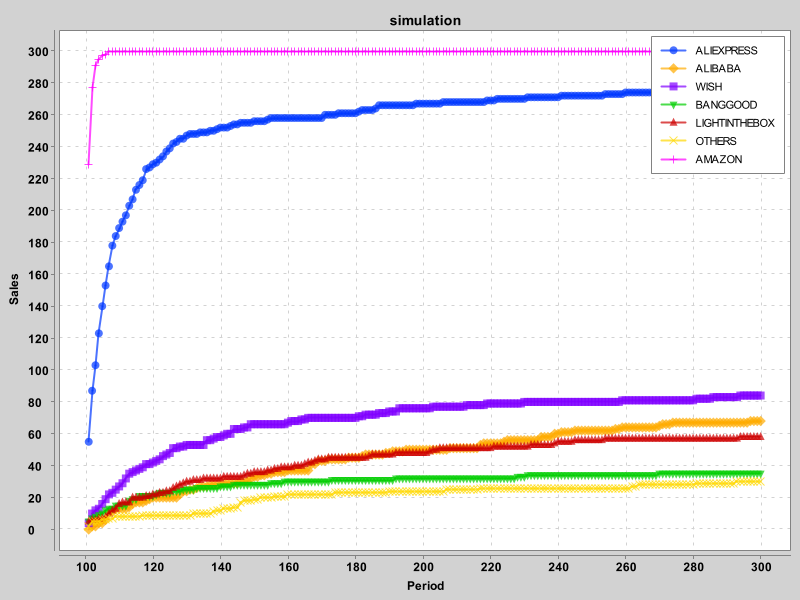 simulation
Sales
300
280
260
240
220
200
180
160
140
120
100
80
60
40
20
0
ALIEXPRESS
ALIBABA
WISH
BANGGOOD
LIGHTINTHEBOX
OTHERS
AMAZON
100 120 140 160 180 200 220 240 260 280 300
Period